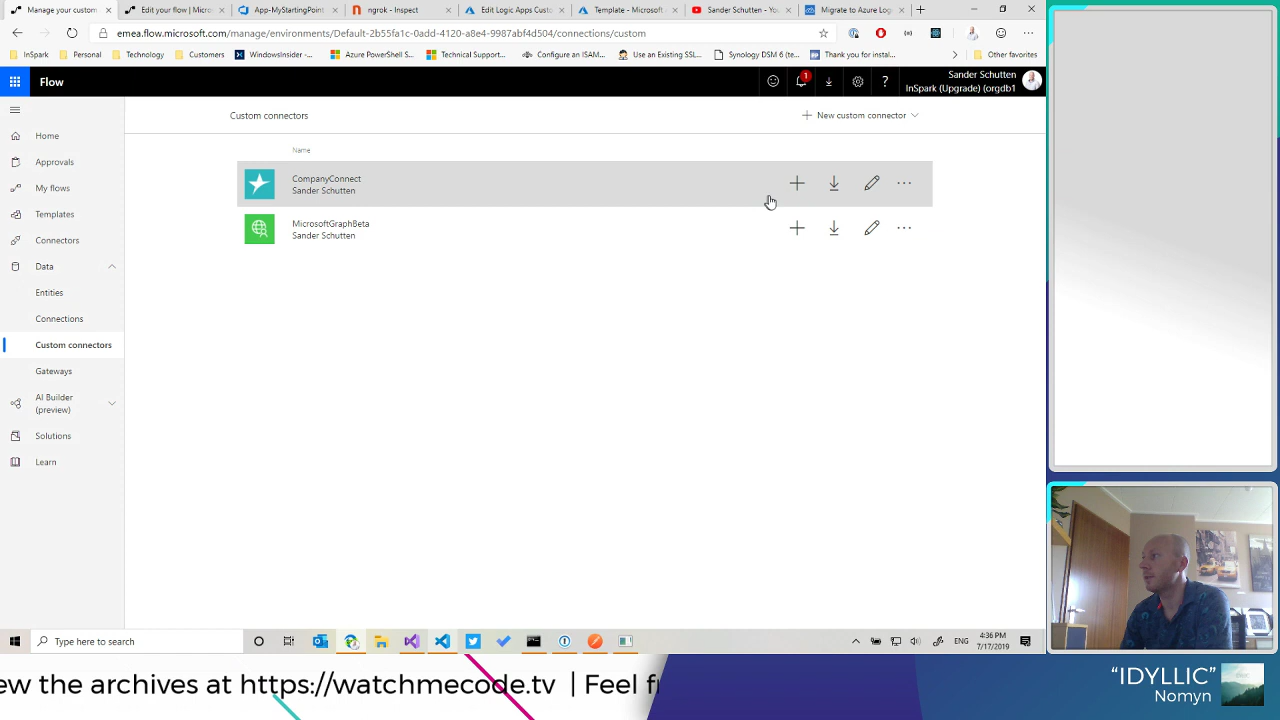 Manage your custom
Edit your flow | Micros
App-MyStartingPoint
ngrok - Inspect
Edit Logic Apps Custo
Template - Microsoft
Sander Schutten - You
Migrate to Azure Logi
emea.flow.microsoft.com/manage/environments/Default-2b55fa1c-0add-4120-a8e4-9987abf4d504/connections/custom
InSpark
Personal
Technology
Customers
WindowsInsider -...
Azure PowerShell S...
Technical Support...
Configure an ISAM...
Use an Existing SSL...
Synology DSM 6 (te...
Thank you for instal...
Other favorites
Flow
1
?
Sander Schutten
InSpark (Upgrade) (orgdb1
Custom connectors
New custom connector
Home
Approvals
My flows
Templates
Connectors
Data
Entities
Connections
Custom connectors
Gateways
AI Builder
(preview)
Solutions
Learn
Name
CompanyConnect
Sander Schutten
MicrosoftGraphBeta
Sander Schutten
Type here to search
ENG
4:36 PM
7/17/2019
ew the archives at https://watchmecode.tv | Feel fr
"IDYLLIC"
Nomyn